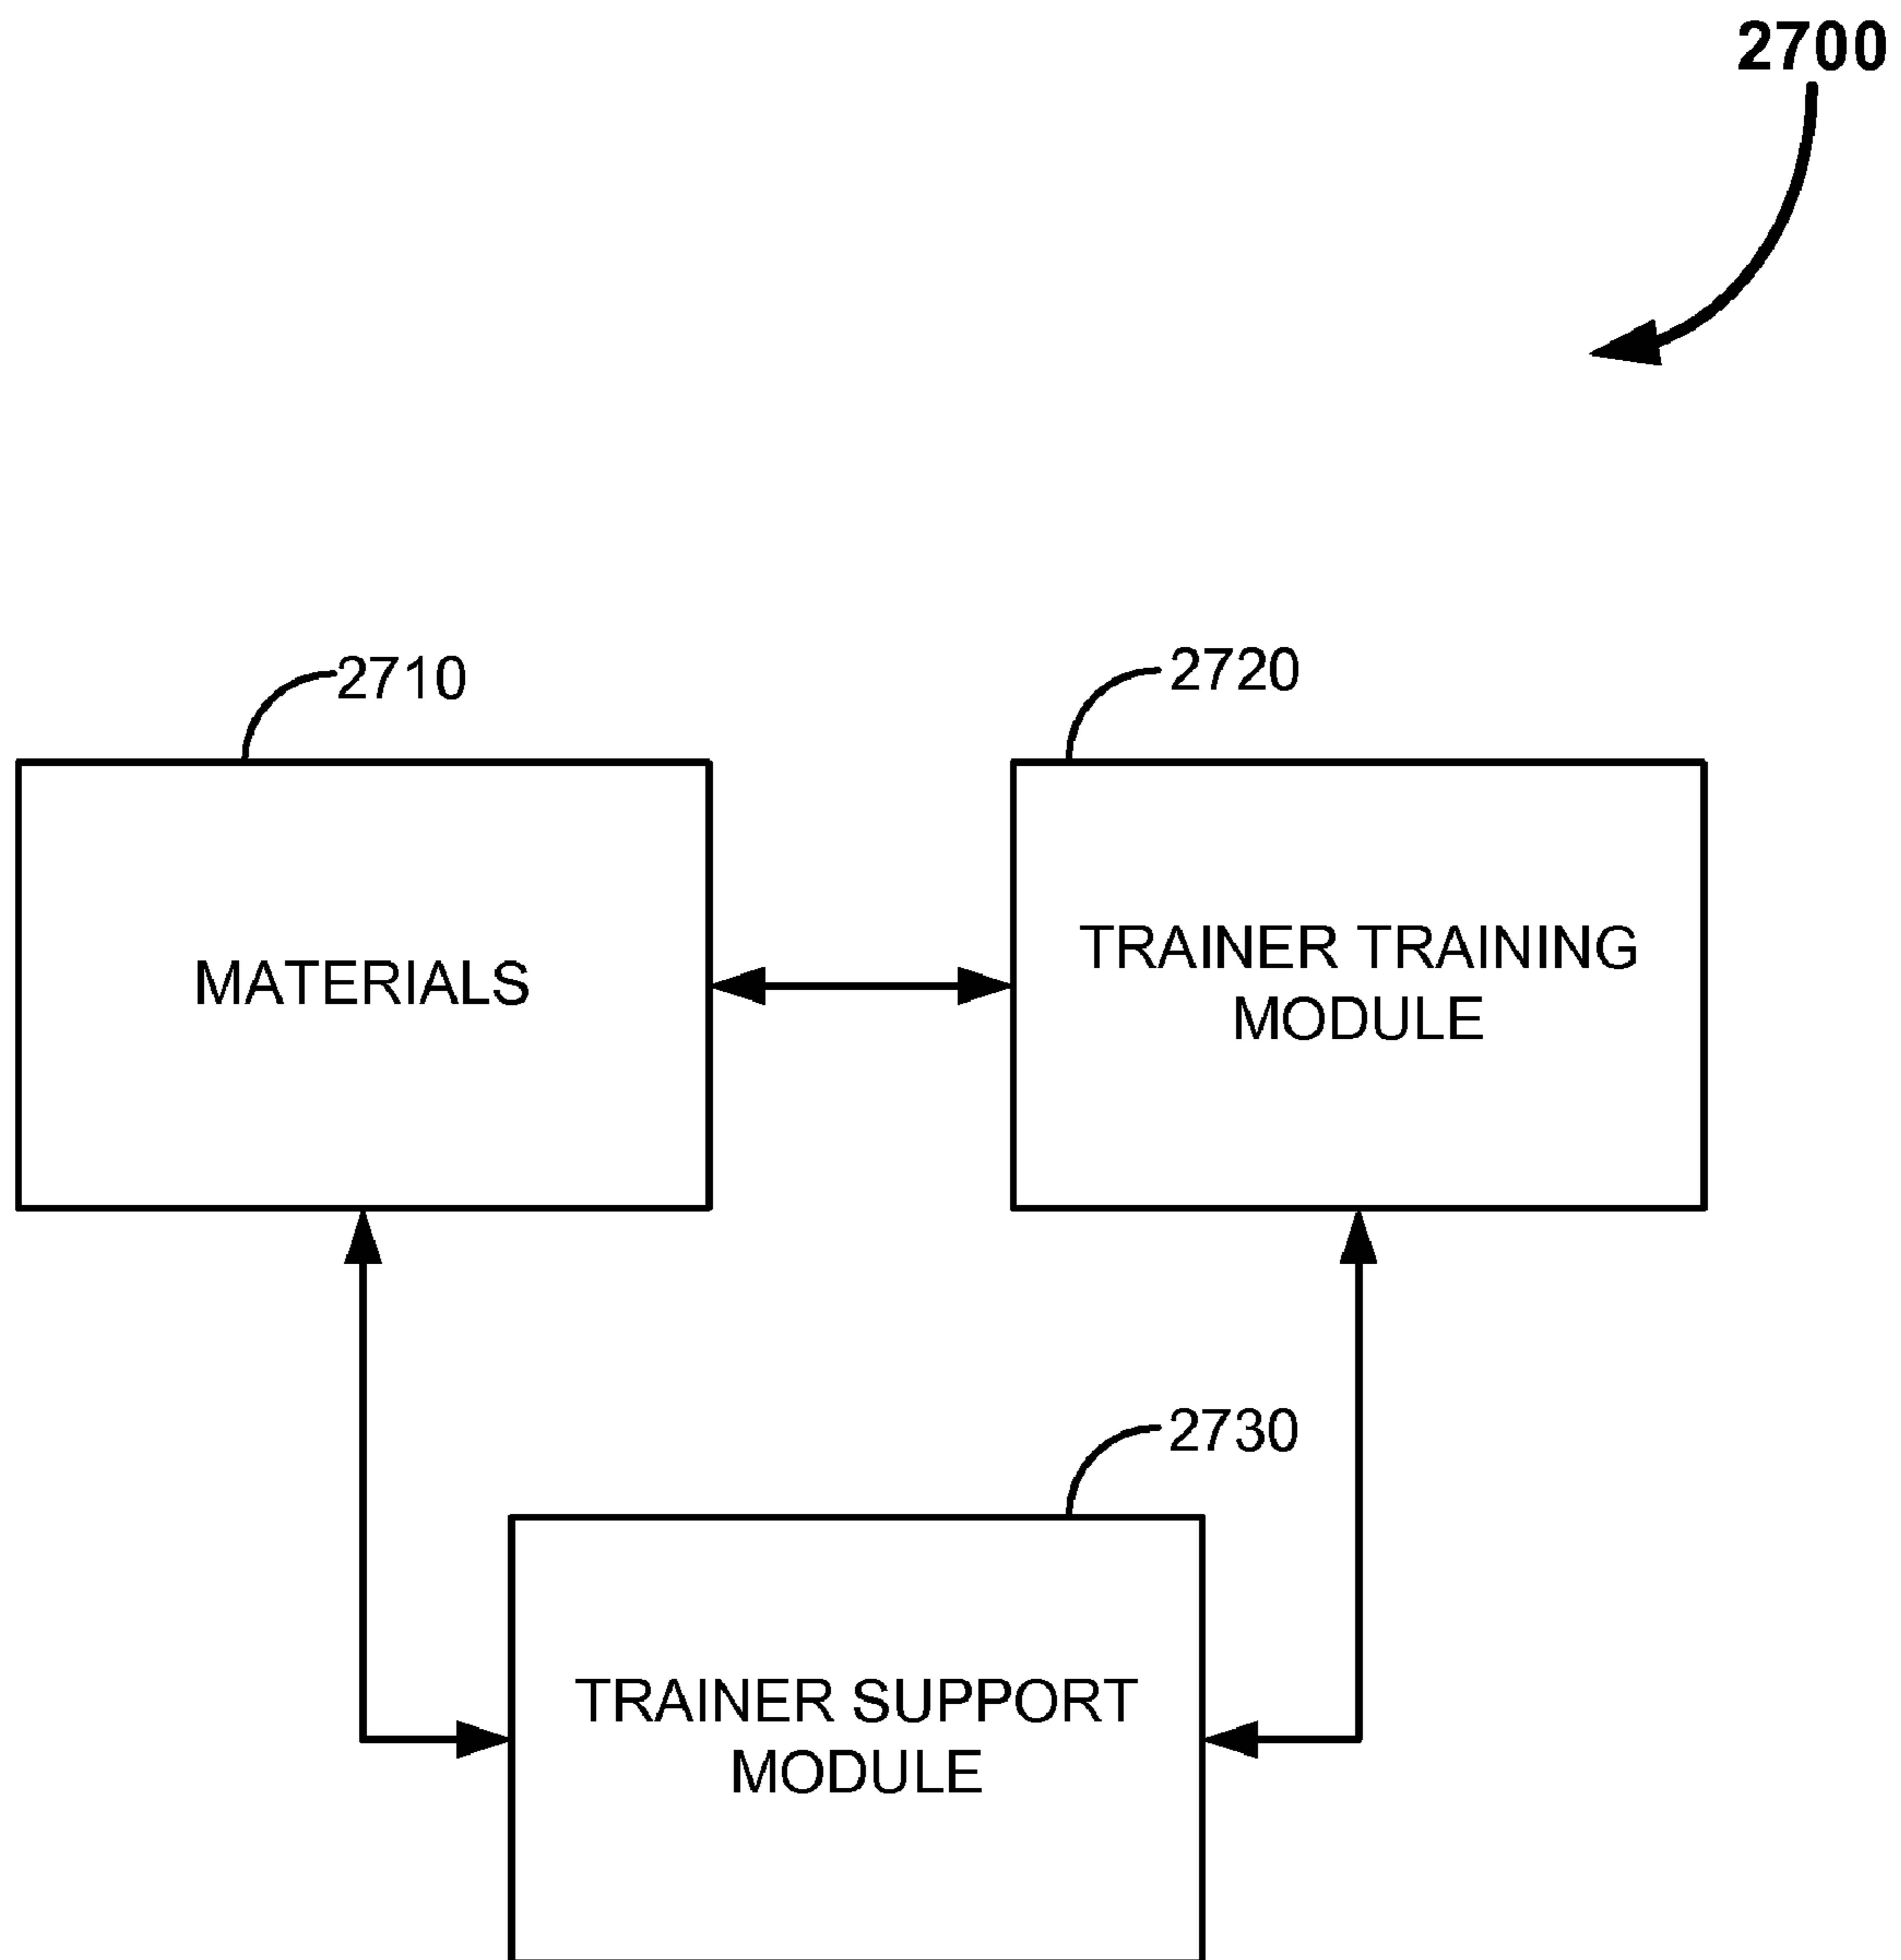 2700
2710
2720
MATERIALS
TRAINER TRAINING
MODULE
2730
TRAINER SUPPORT
MODULE